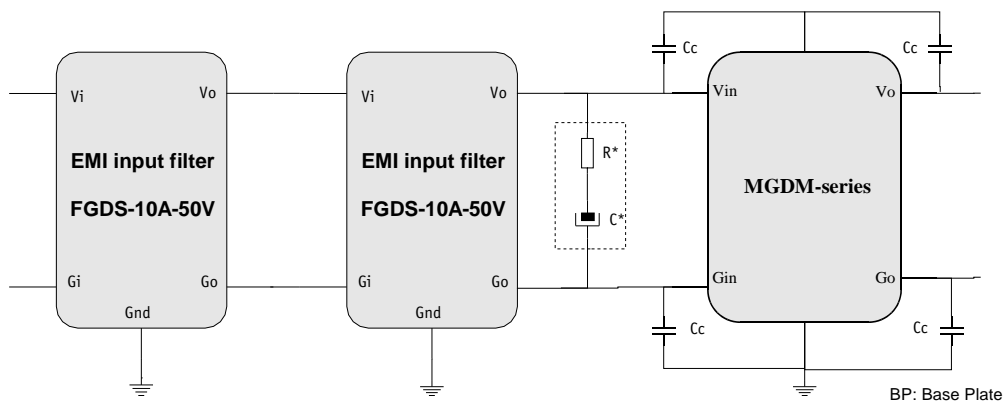 Cc
Cc
Vi
Vo
Vi
Vo
Vin
Vo
EMI input filter
FGDS-10A-50V
EMI input filter
FGDS-10A-50V
R*
C*
MGDM-series
Gi
Go
Gi
Go
Gin
Go
Gnd
Gnd
Cc
Cc
BP: Base Plate